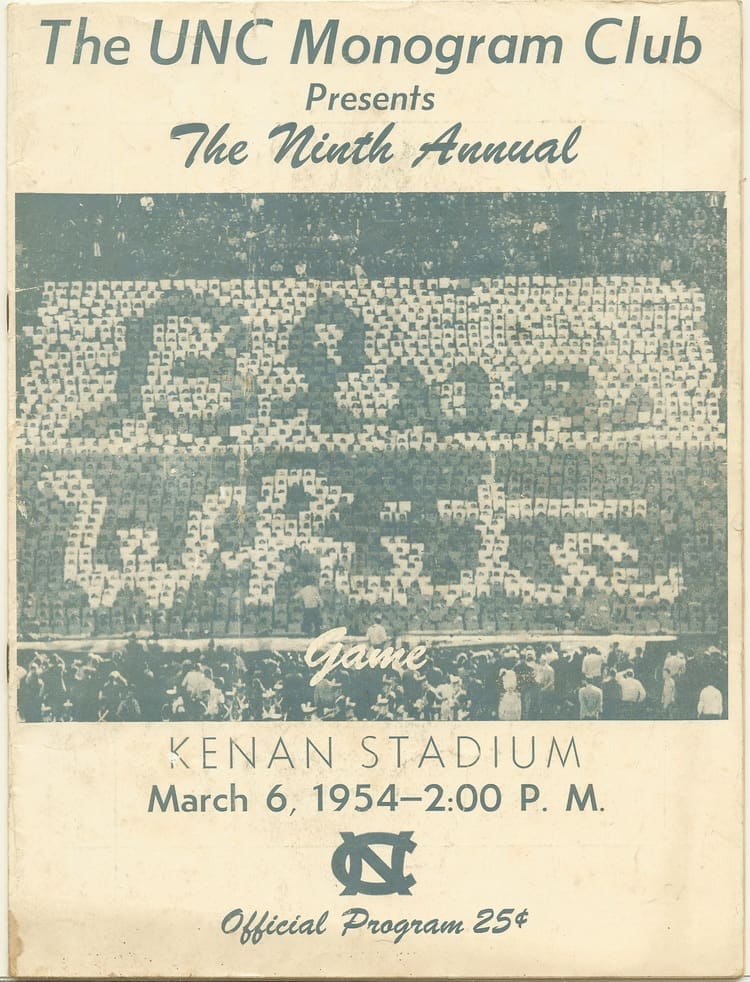 The UNC Monogram Club
Presents
The Ninth Annual
Blue
White
Game
KENAN STADIUM
March 6, 1954—2:00 P. M.
NC
Official Program 25¢